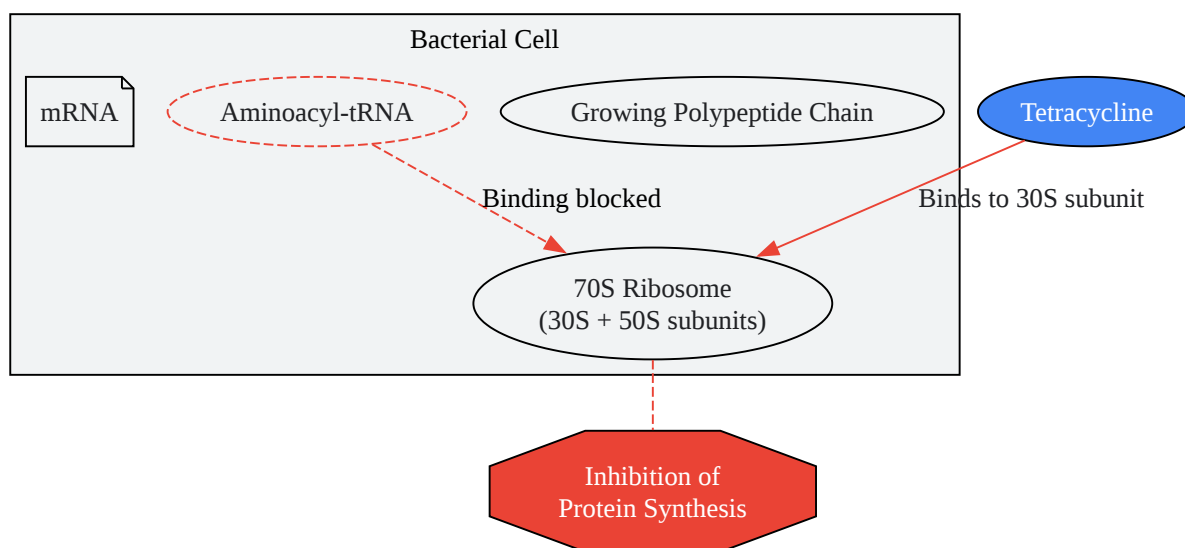 Bacterial Cell
mRNA
Aminoacyl-tRNA
Growing Polypeptide Chain
Tetracycline
Binding blocked
Binds to 30S subunit
70S Ribosome
(30S + 50S subunits)
Inhibition of
Protein Synthesis